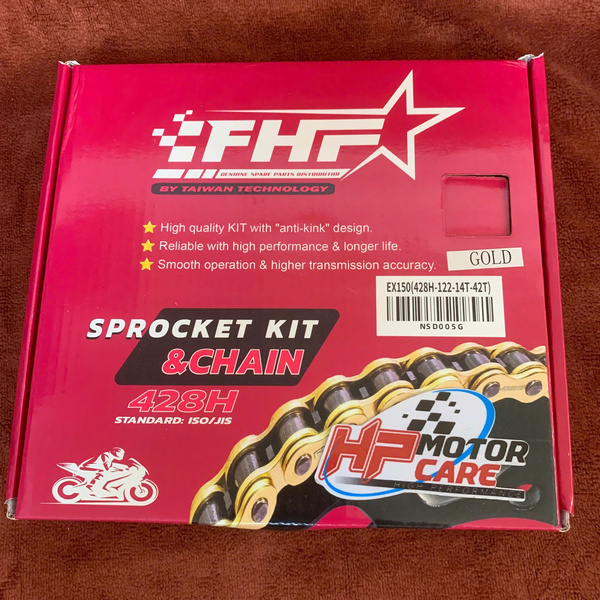 FHF
GENUINE SPARE PARTS DISTRIBUTOR
BY TAIWAN TECHNOLOGY
High quality KIT with "anti-kink" design.
Reliable with high performance & longer life.
Smooth operation & higher transmission accuracy.
GOLD
EX150(428H-122-14T-42T)
NSD005G
SPROCKET KIT
&CHAIN
428H
STANDARD: ISO/JIS
HP MOTOR
CARE
HIGH PERFORMANCE